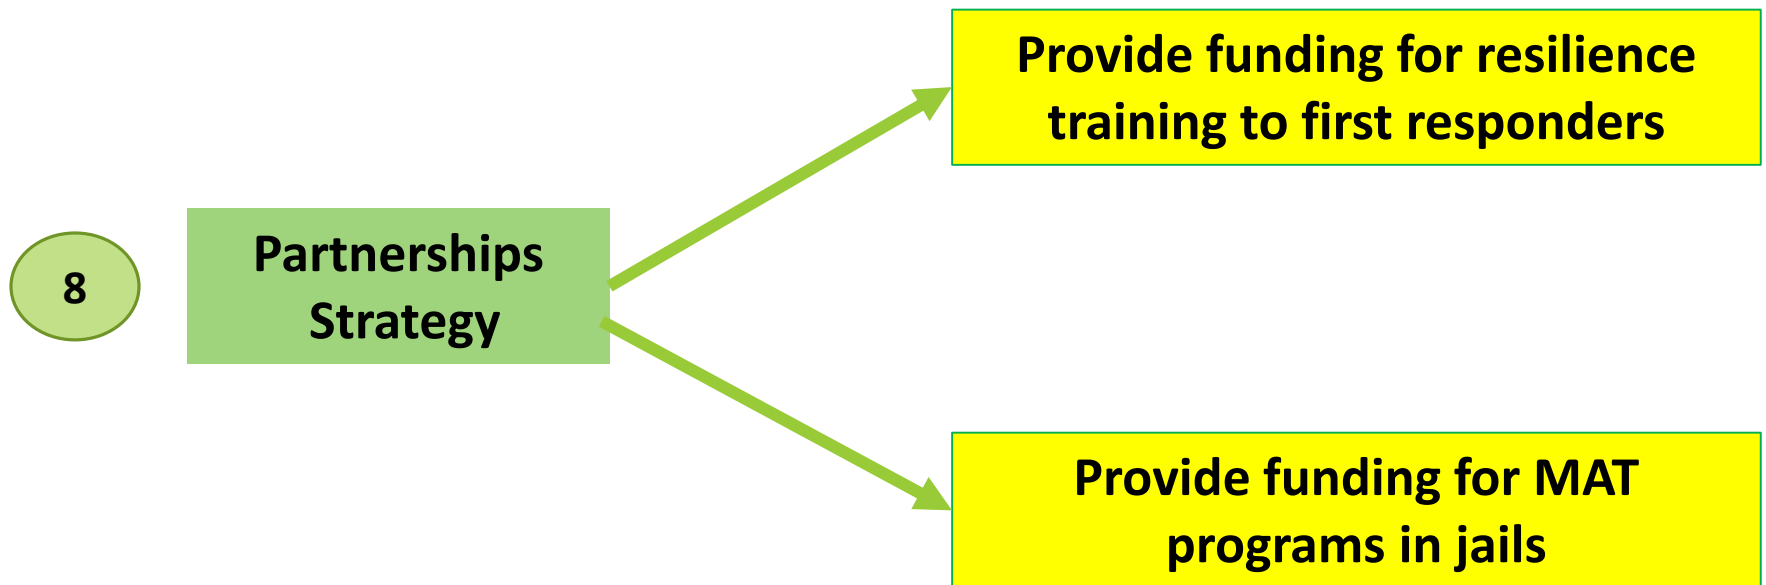 8
Partnerships
Strategy
Provide funding for resilience
training to first responders
Provide funding for MAT
programs in jails